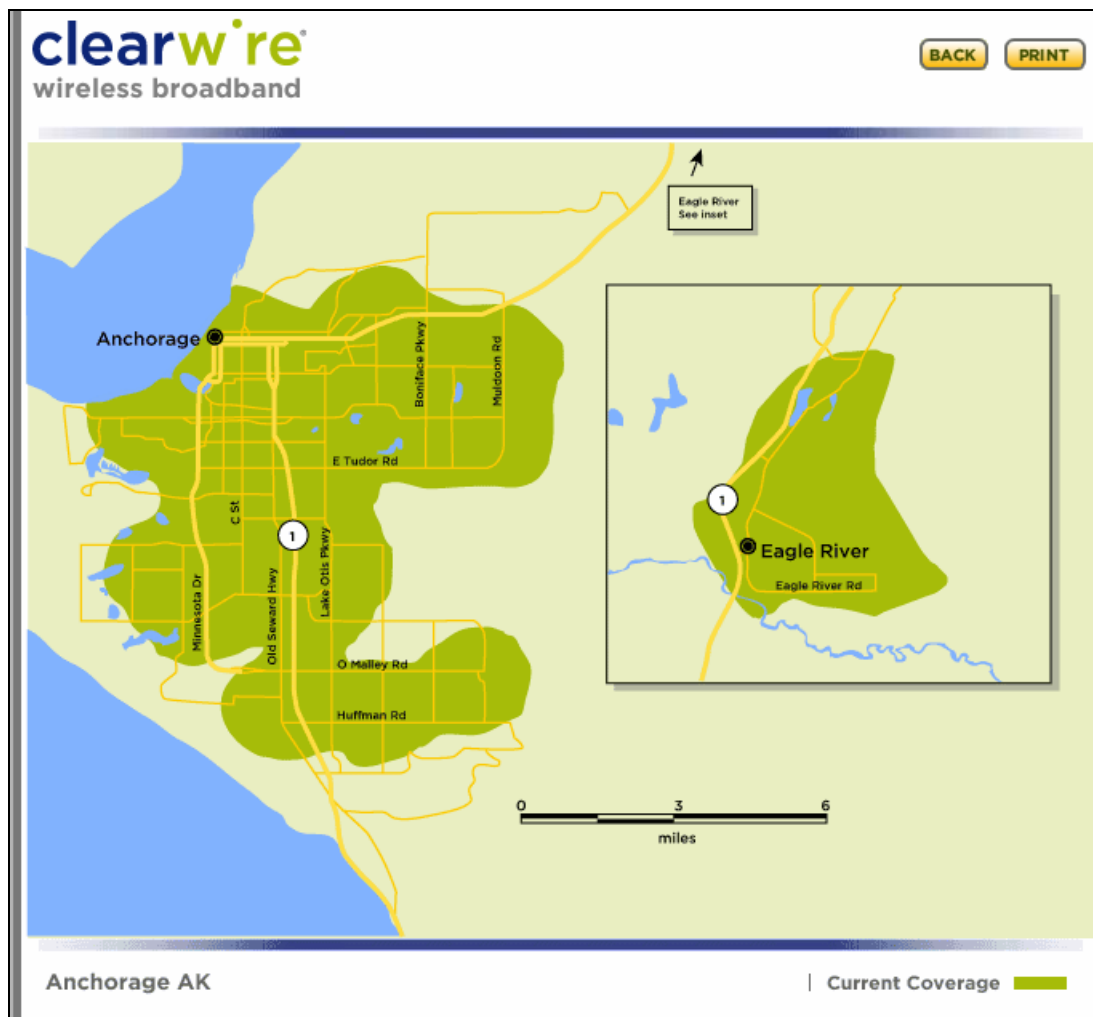 clearwire®
wireless broadband
BACK
PRINT
Eagle River
See inset
Anchorage
Boniface Pkwy
Muldoon Rd
E Tudor Rd
C St
1
Lake Otis Pkwy
Minnesota Dr
Old Seward Hwy
O Malley Rd
Huffman Rd
1
Eagle River
Eagle River Rd
0 3 6
miles
Anchorage AK
| Current Coverage